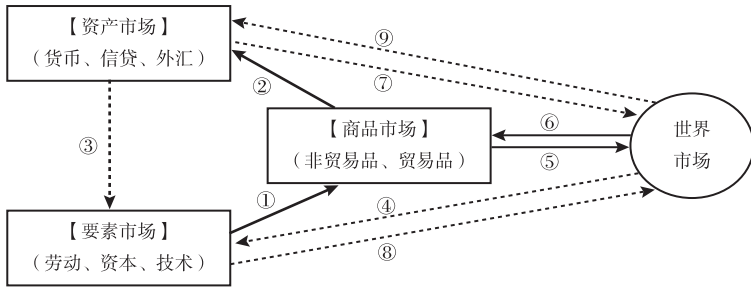 【资产市场】
（货币、信贷、外汇）
⑨
⑦
②
③
【商品市场】
（非贸易品、贸易品）
⑥
⑤
世界
市场
①
④
【要素市场】
（劳动、资本、技术）
⑧